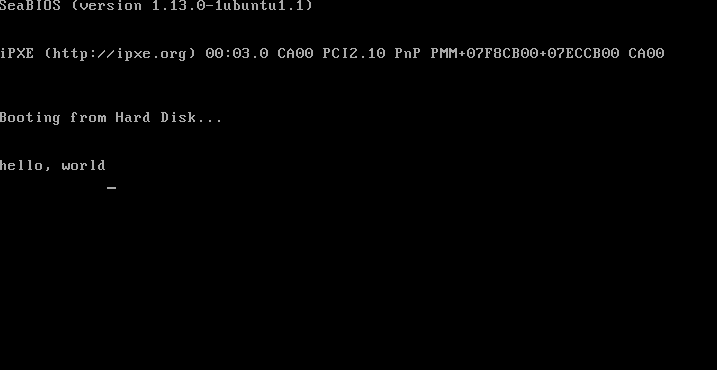 SeaBIOS (version 1.13.0-1ubuntu1.1)
iPXE (http://ipxe.org) 00:03.0 CA00 PCI2.10 PnP PMM+07F8CB00+07ECCB00 CA00
Booting from Hard Disk...
hello, world